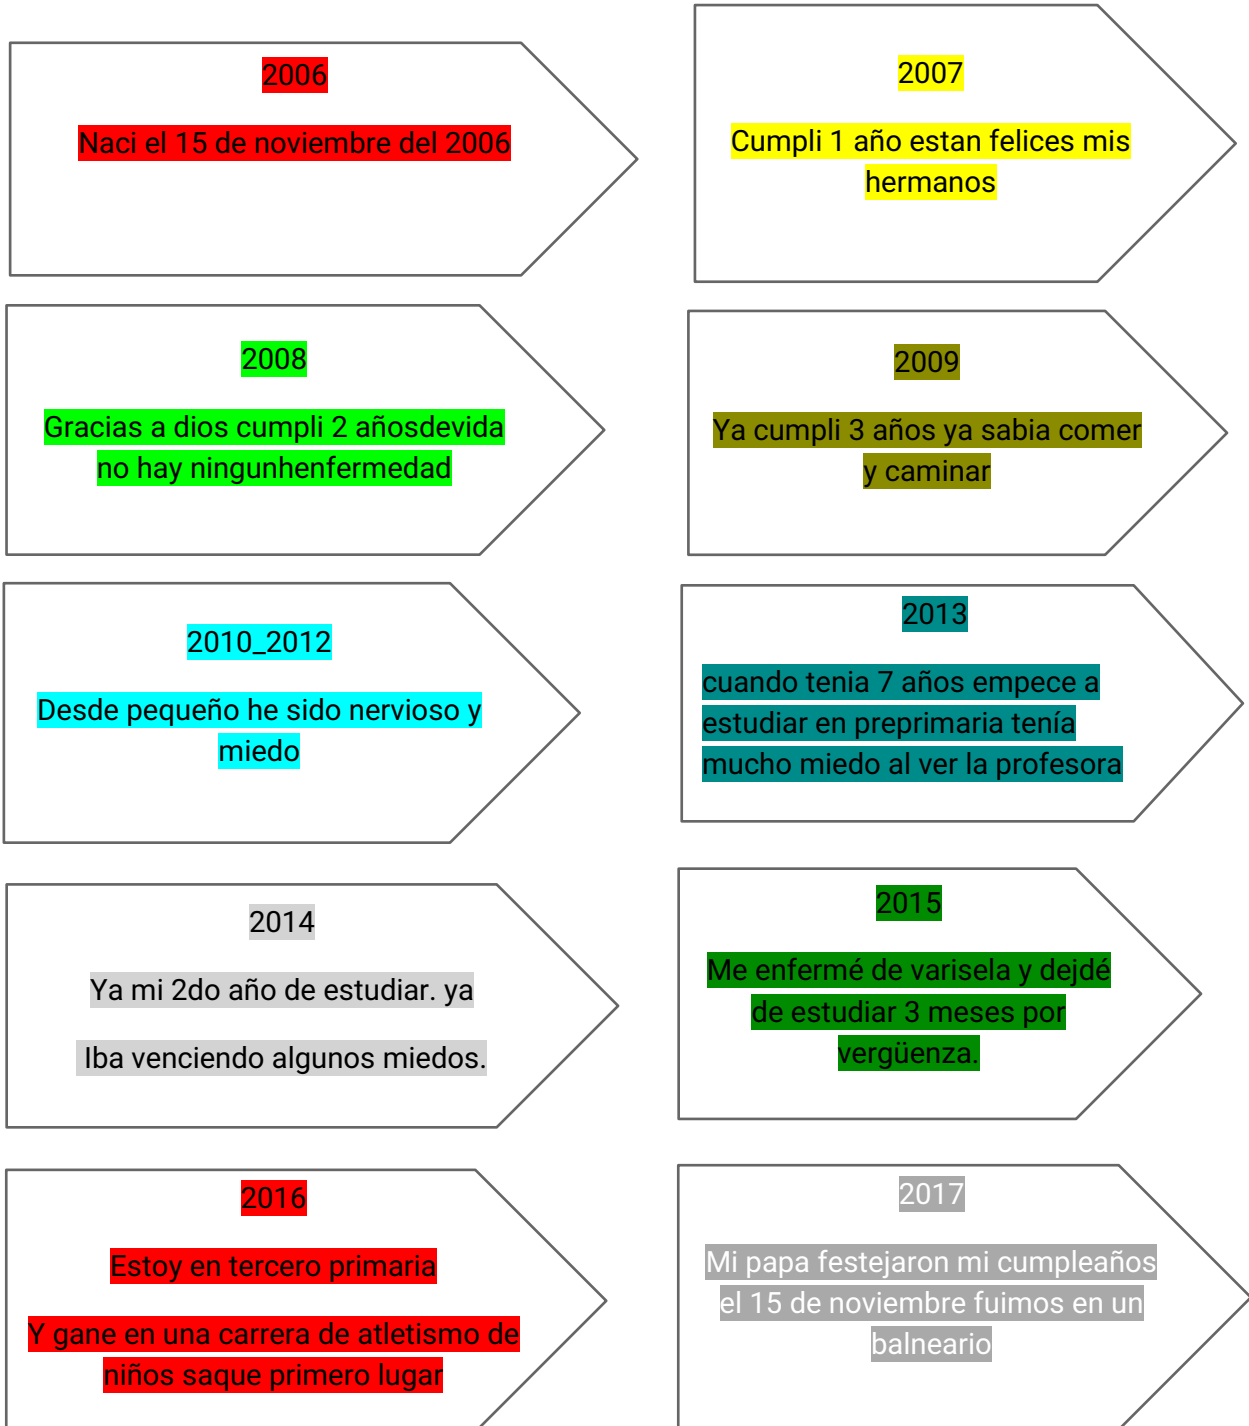 2006
Naci el 15 de noviembre del 2006
2007
Cumpli 1 año estan felices mis
hermanos
2008
Gracias a dios cumpli 2 añosdevida
no hay ningunhenfermedad
2009
Ya cumpli 3 años ya sabia comer
y caminar
2010_2012
Desde pequeño he sido nervioso y
miedo
2013
cuando tenia 7 años empece a
estudiar en preprimaria tenía
mucho miedo al ver la profesora
2014
Ya mi 2do año de estudiar. ya
Iba venciendo algunos miedos.
2015
Me enfermé de varisela y dejdé
de estudiar 3 meses por
vergüenza.
2016
Estoy en tercero primaria
Y gane en una carrera de atletismo de
niños saque primero lugar
2017
Mi papa festejaron mi cumpleaños
el 15 de noviembre fuimos en un
balneario